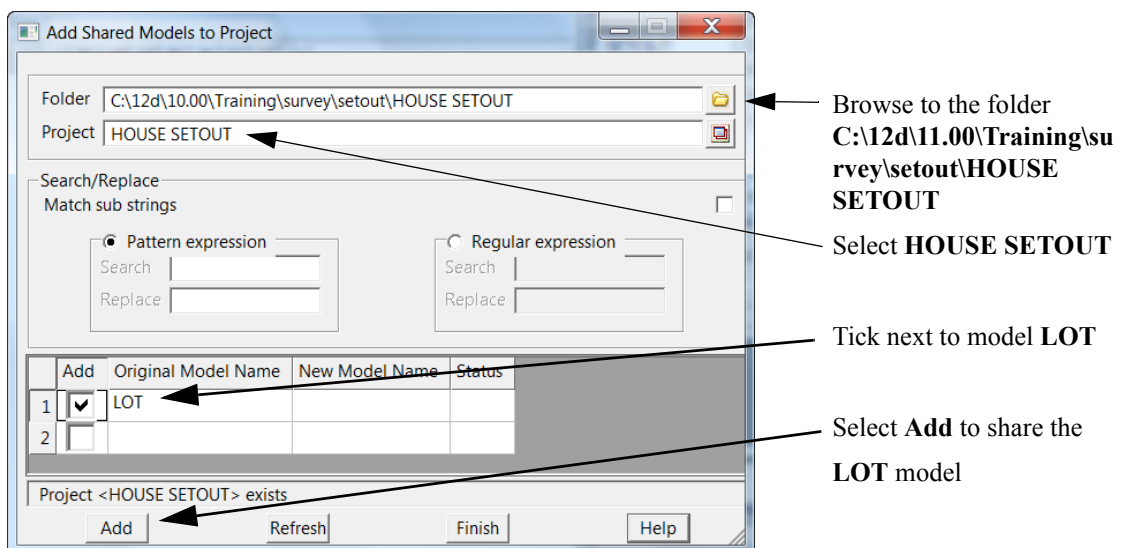 Add Shared Models to Project
X
Folder C:\12d\10.00\Training\survey\setout\HOUSE SETOUT
Project HOUSE SETOUT
Search/Replace
Match sub strings
Pattern expression
Search
Replace
Regular expression
Search
Replace
Add Original Model Name New Model Name Status
1 LOT
2
Project <HOUSE SETOUT> exists
Add Refresh Finish Help
Browse to the folder
C:\12d\11.00\Training\su
rvey\setout\HOUSE
SETOUT
Select HOUSE SETOUT
Tick next to model LOT
Select Add to share the
LOT model